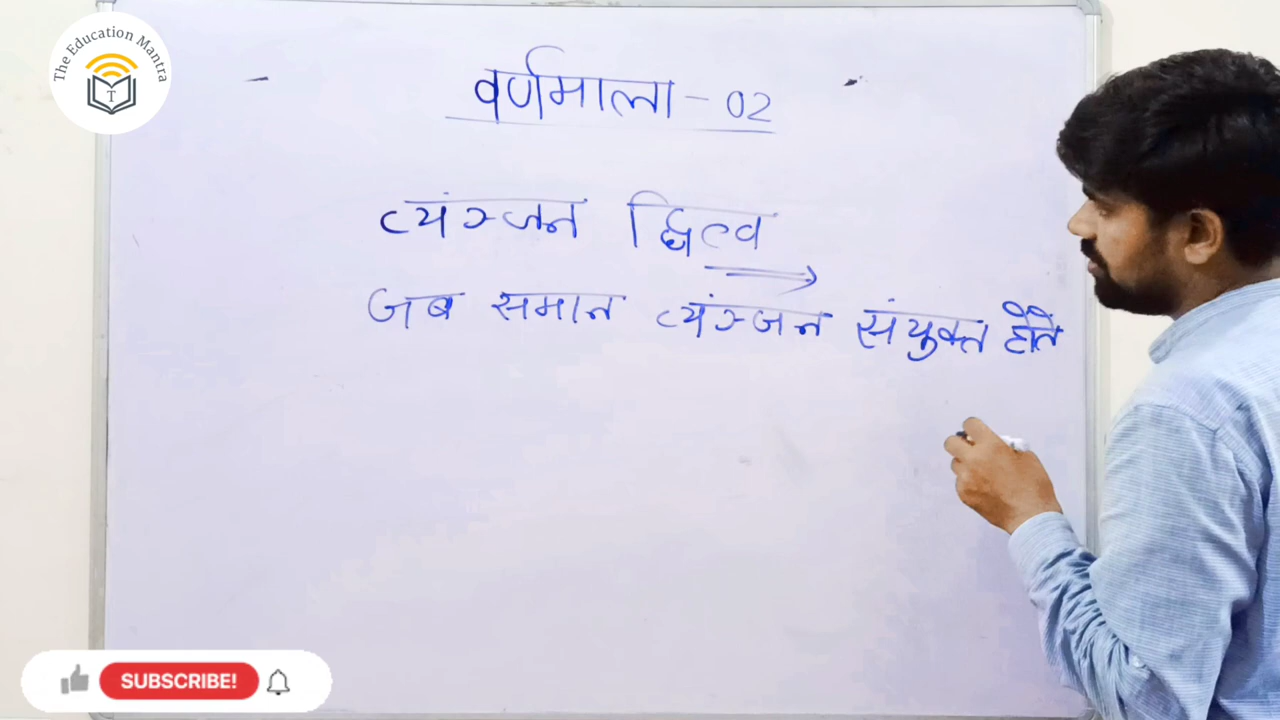 The Education Mantra
T
वर्णमाला - 02
व्यंञ्जन द्वित्व
जब समान व्यंञ्जन संयुक्त होते
SUBSCRIBE!